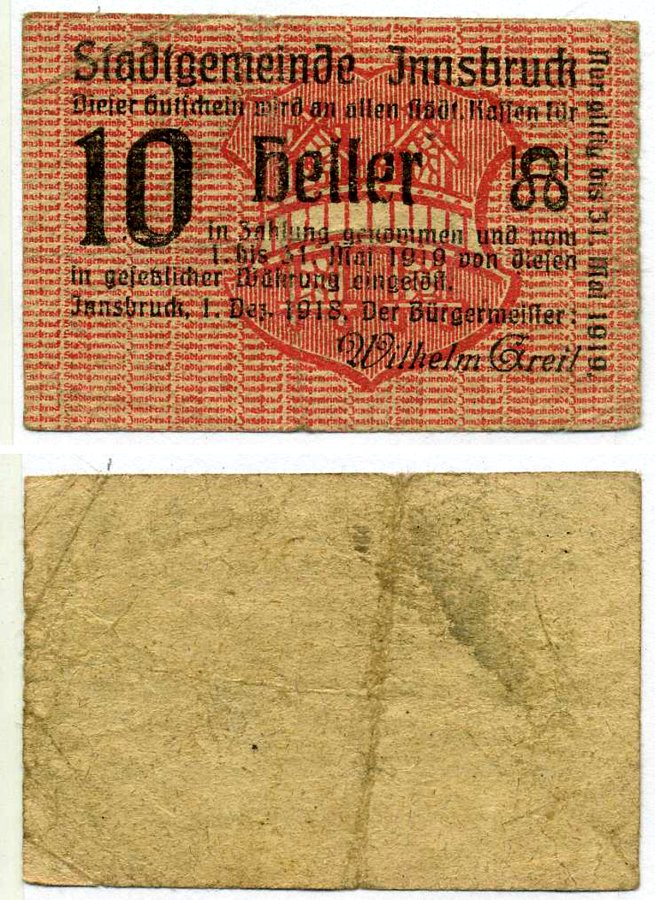 Stadtgemeinde Innsbruck
Dieser Gutschein wird an allen städt. Kassen für
10 Heller
in Zahlung genommen und vom
1. bis 31. Mai 1919 von diesen
in gesetzlicher Währung eingelöst.
Innsbruck, 1. Dez. 1918. Der Bürgermeister:
Wilhelm Greil
Nur giltig bis 31. Mai 1919.